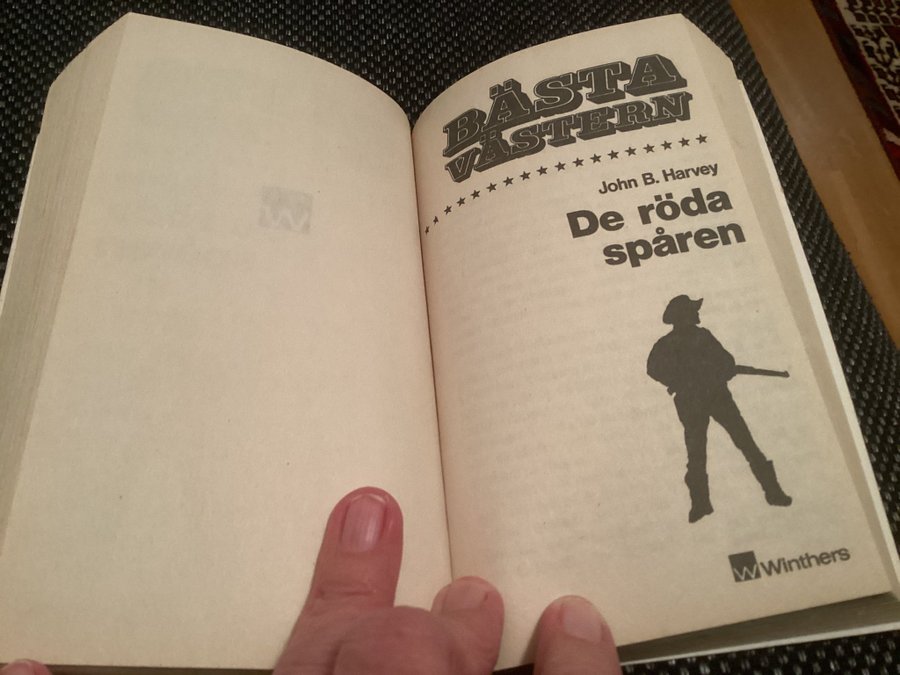 BÄSTA
VÄSTERN
John B. Harvey
De röda
spåren
W Winthers